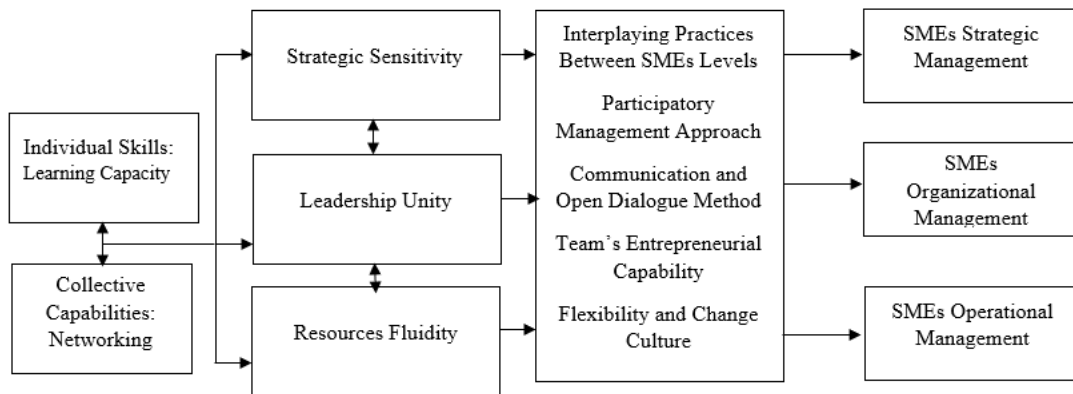 Individual Skills:
Learning Capacity
Collective
Capabilities:
Networking
Strategic Sensitivity
Leadership Unity
Resources Fluidity
Interplaying Practices
Between SMEs Levels
Participatory
Management Approach
Communication and
Open Dialogue Method
Team’s Entrepreneurial
Capability
Flexibility and Change
Culture
SMEs Strategic
Management
SMEs
Organizational
Management
SMEs Operational
Management